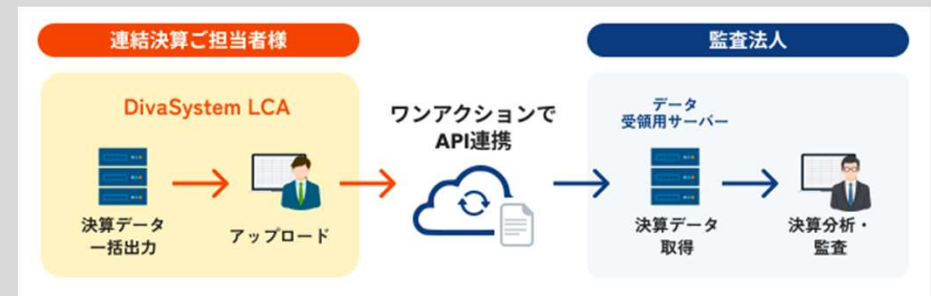 連結決算ご担当者様
監査法人
DivaSystem LCA
決算データ
一括出力
アップロード
ワンアクションで
API連携
データ
受領用サーバー
決算データ
取得
決算分析・
監査